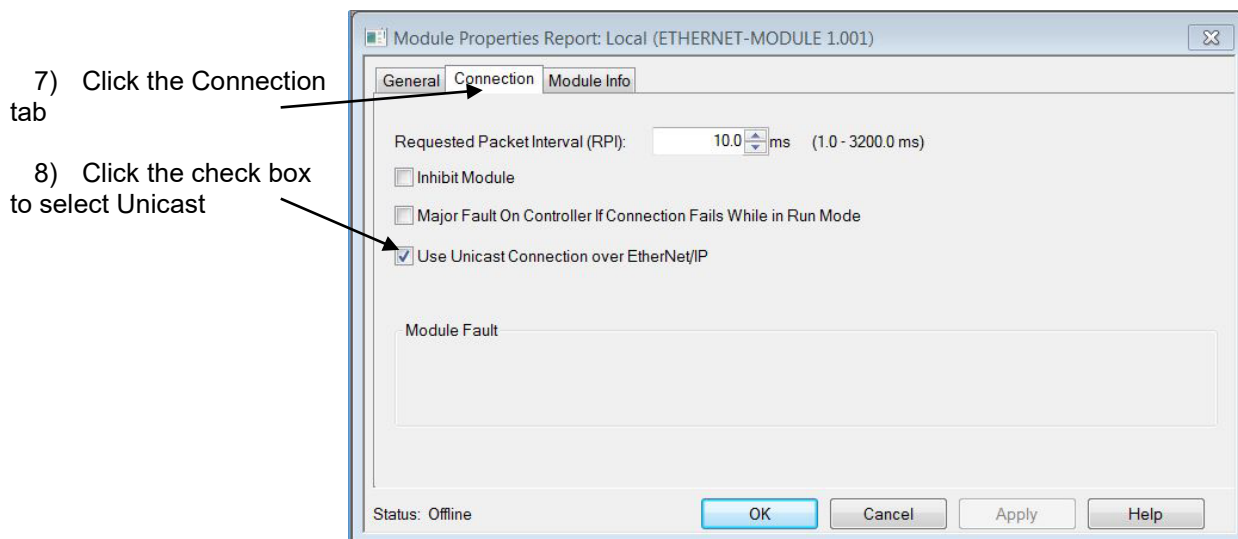 Module Properties Report: Local (ETHERNET-MODULE 1.001)
7) Click the Connection
tab
General Connection Module Info
Requested Packet Interval (RPI): 10.0 ms (1.0 - 3200.0 ms)
8) Click the check box
to select Unicast
Inhibit Module
Major Fault On Controller If Connection Fails While in Run Mode
Use Unicast Connection over EtherNet/IP
Module Fault
Status: Offline OK Cancel Apply Help